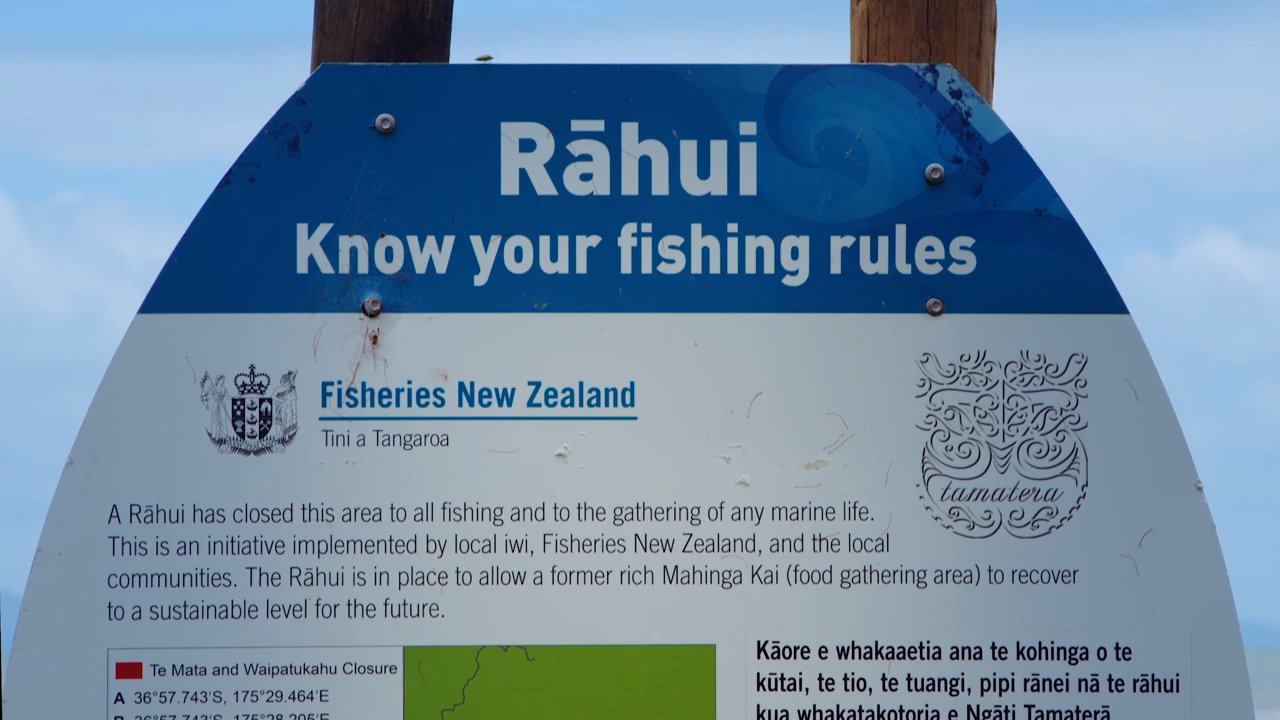 Rāhui
Know your fishing rules
Fisheries New Zealand
Tini a Tangaroa
tamatera
A Rāhui has closed this area to all fishing and to the gathering of any marine life.
This is an initiative implemented by local iwi, Fisheries New Zealand, and the local
communities. The Rāhui is in place to allow a former rich Mahinga Kai (food gathering area) to recover
to a sustainable level for the future.
Te Mata and Waipatukahu Closure
A 36°57.743'S, 175°29.464'E
B 36°57.743'S, 175°28.205'E
Kāore e whakaaetia ana te kohinga o te
kūtai, te tio, te tuangi, pipi rānei nā te rāhui
kua whakatakotoria e Ngāti Tamaterā